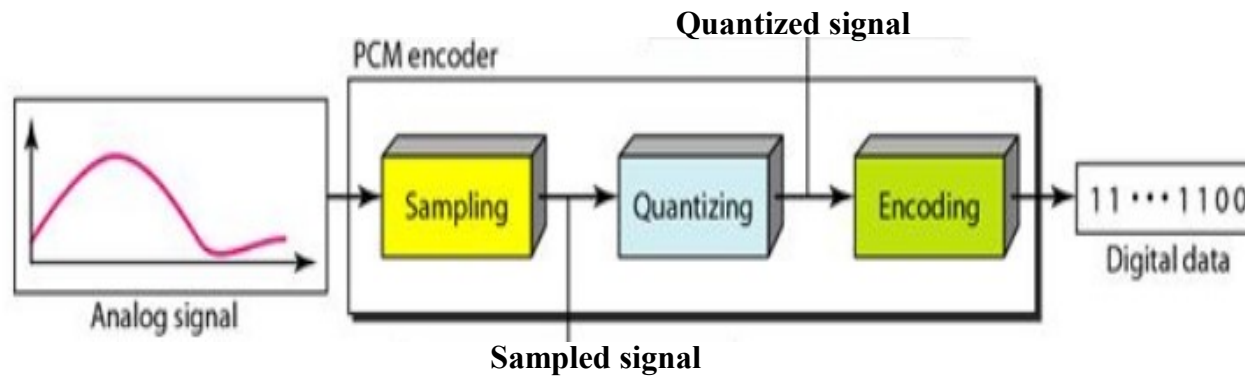 Quantized signal
PCM encoder
Sampling
Quantizing
Encoding
11 ··· 1100
Digital data
Analog signal
Sampled signal